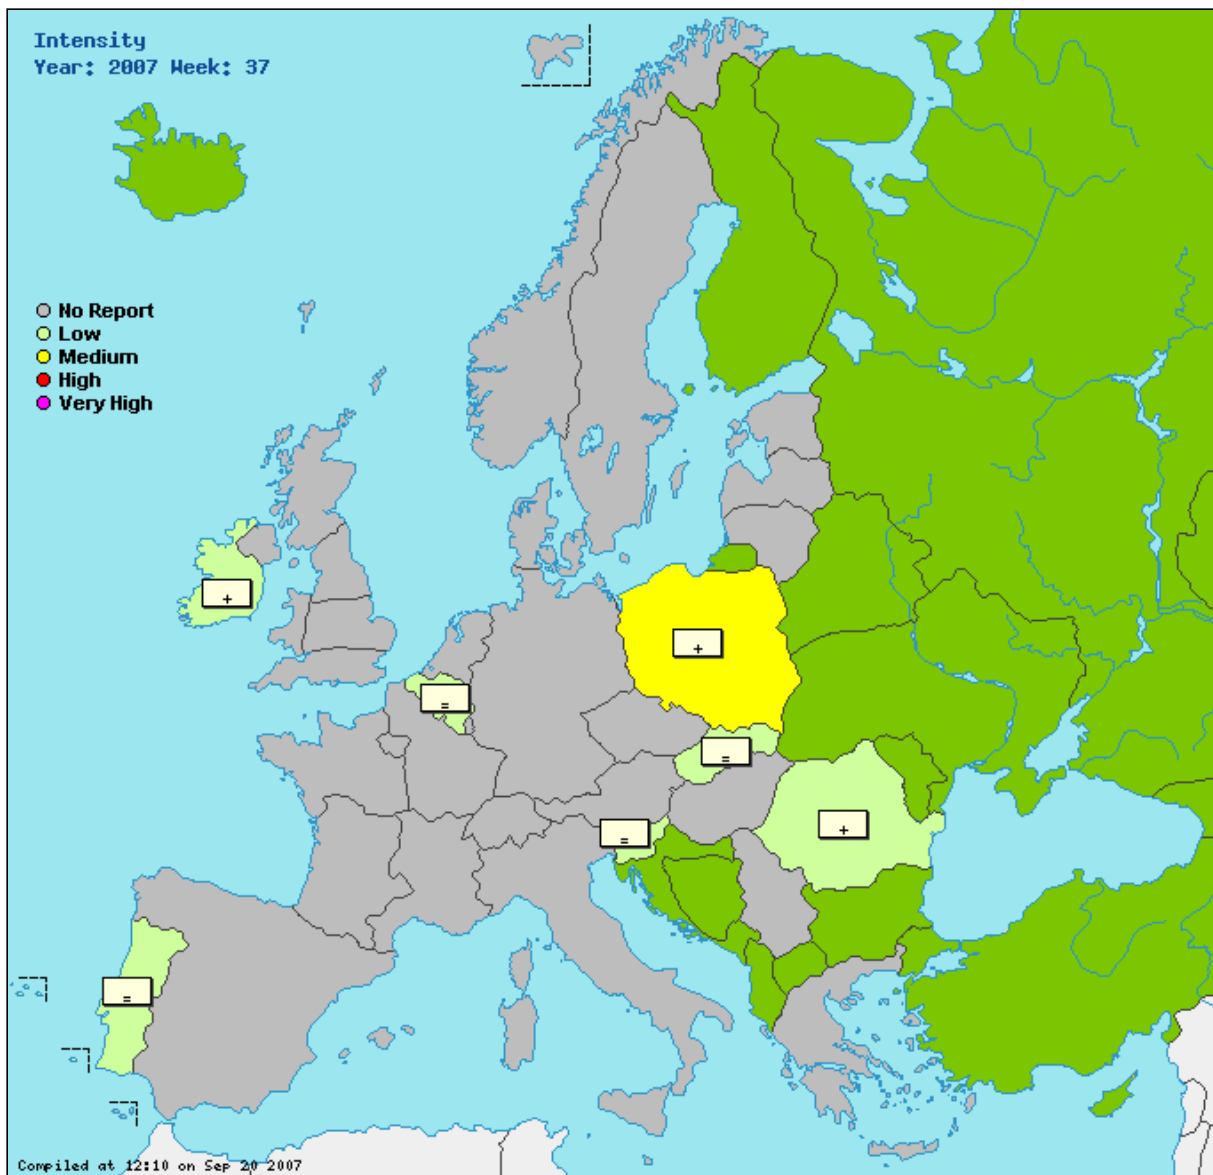 Intensity
Year: 2007 Week: 37
No Report
Low
Medium
High
Very High
+
+
=
=
=
+
=
Compiled at 12:10 on Sep 20 2007